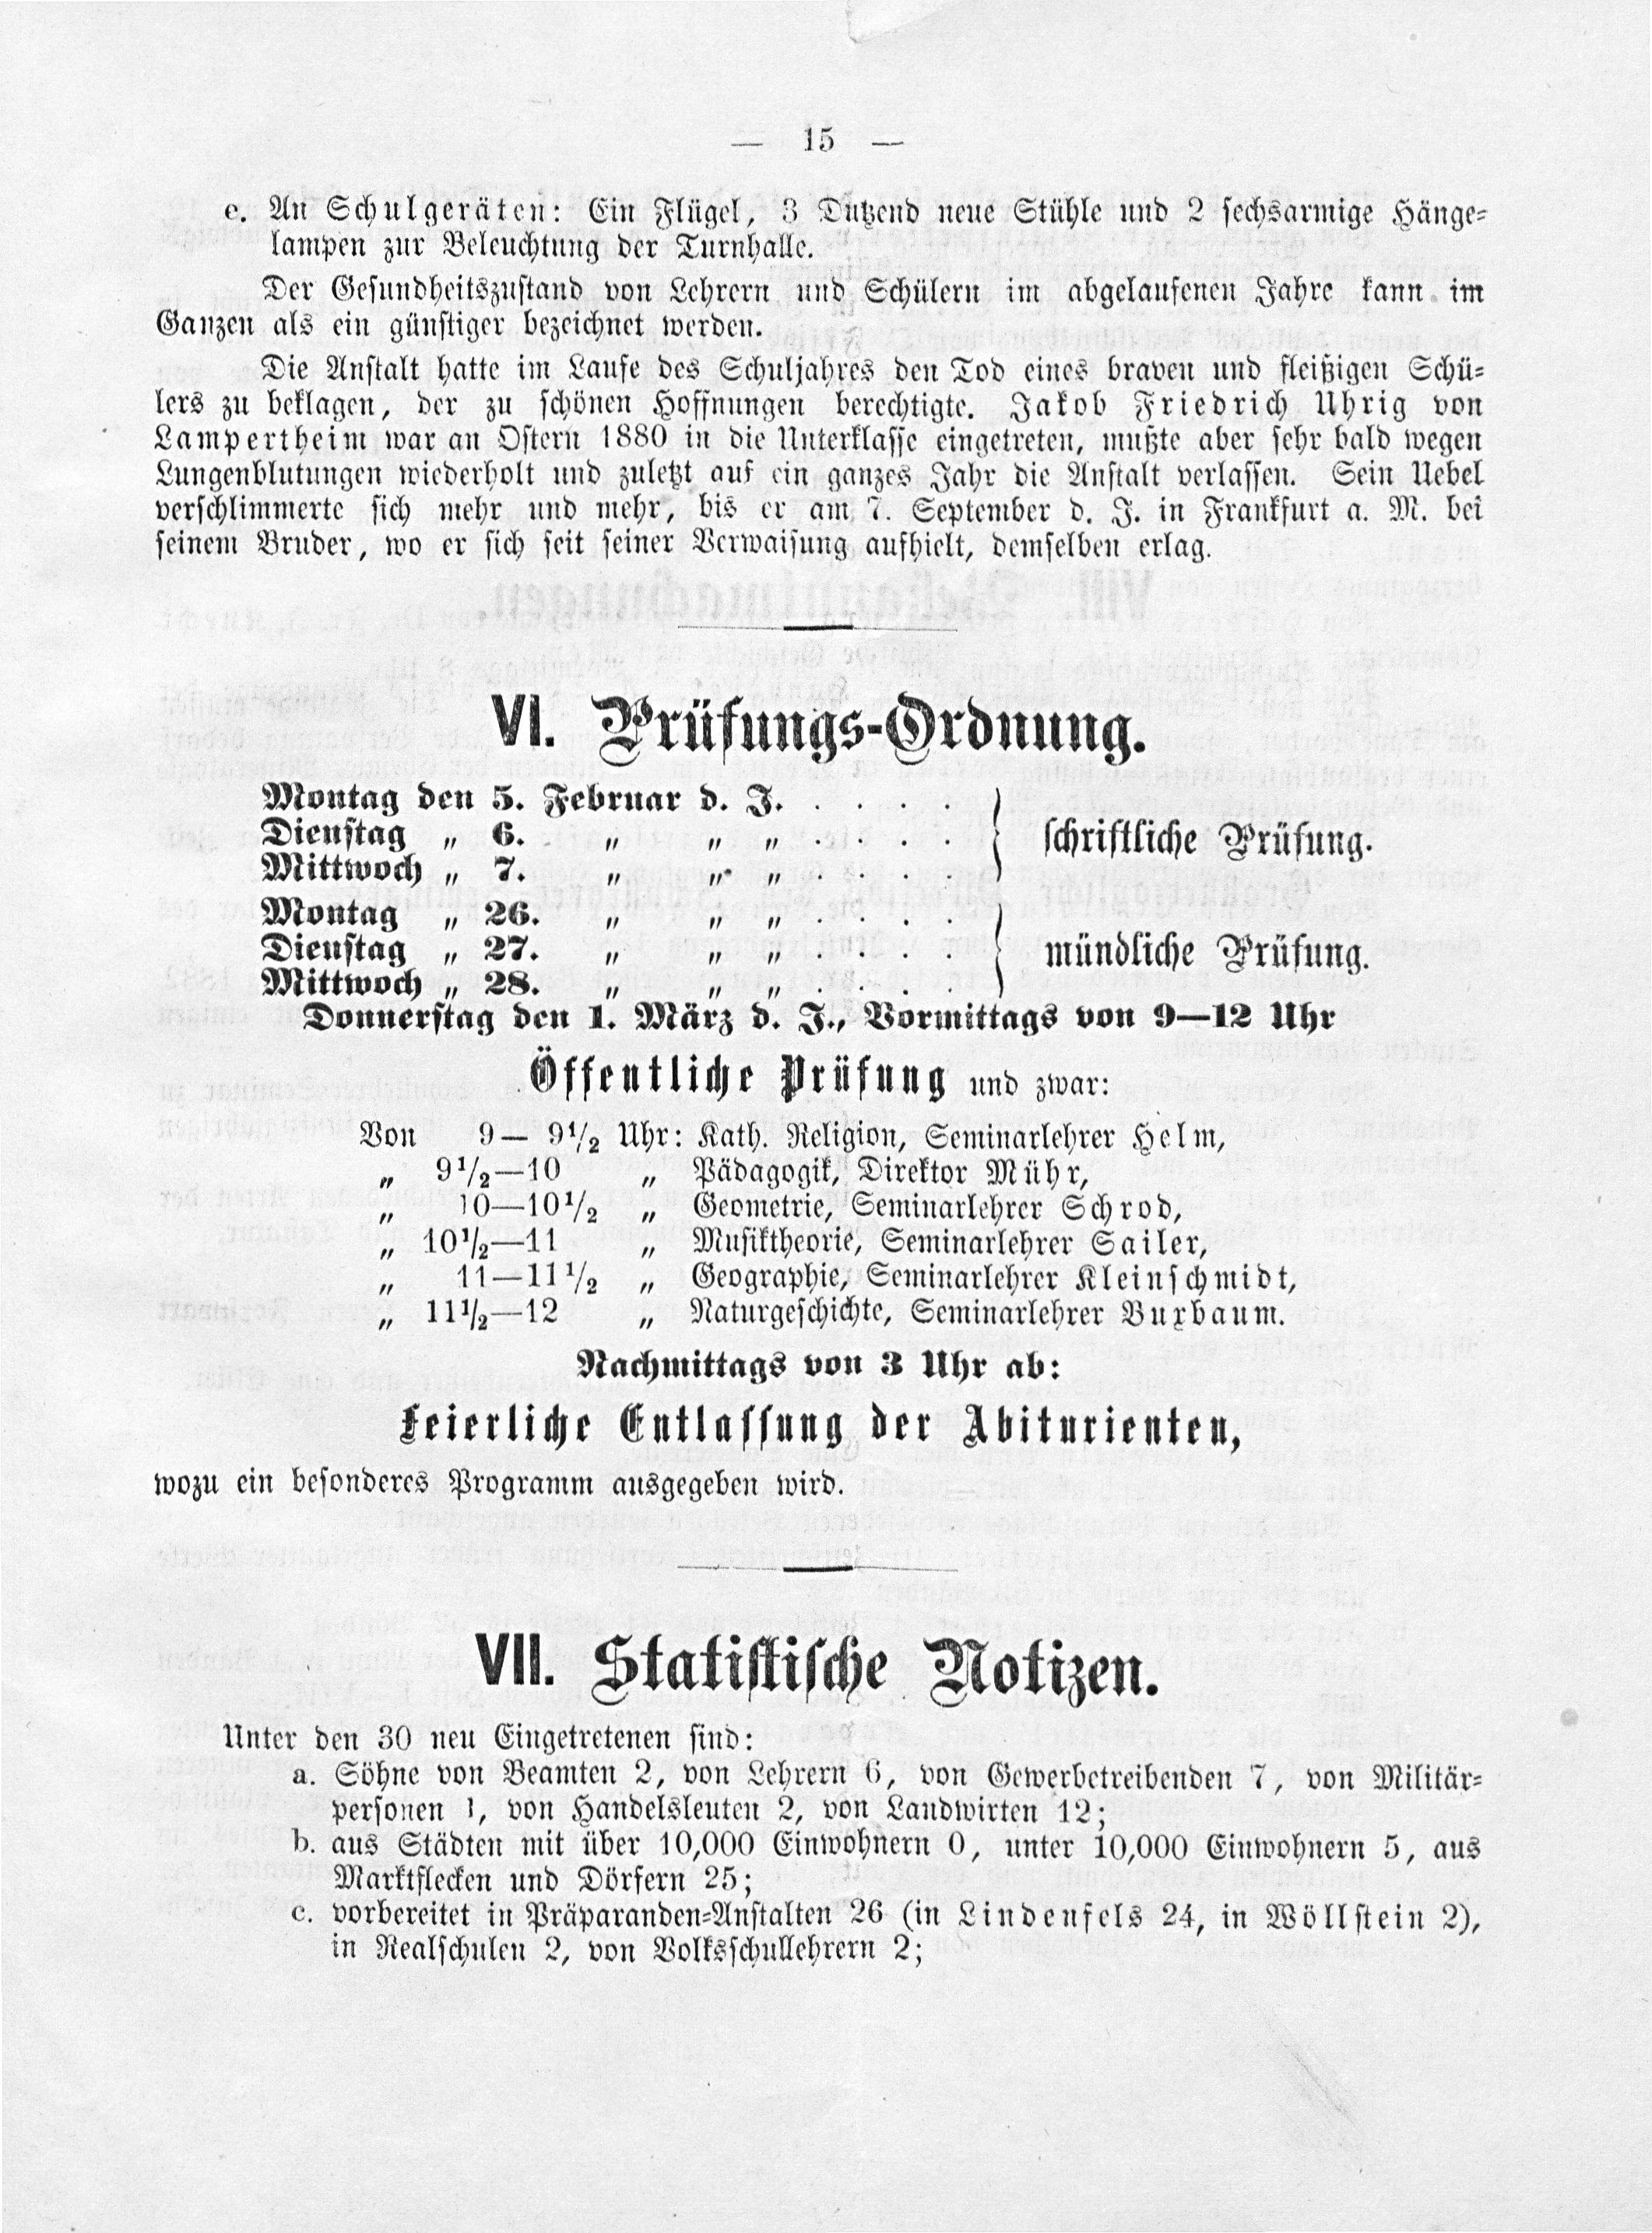 — 15 —
e. An Schulgeräten: Ein Flügel, 3 Dutzend neue Stühle und 2 sechsarmige Hänge-
lampen zur Beleuchtung der Turnhalle.
Der Gesundheitszustand von Lehrern und Schülern im abgelaufenen Jahre kann im
Ganzen als ein günstiger bezeichnet werden.
Die Anstalt hatte im Laufe des Schuljahres den Tod eines braven und fleißigen Schü-
lers zu beklagen, der zu schönen Hoffnungen berechtigte. Jakob Friedrich Uhrig von
Lampertheim war an Ostern 1880 in die Unterklasse eingetreten, mußte aber sehr bald wegen
Lungenblutungen wiederholt und zuletzt auf ein ganzes Jahr die Anstalt verlassen. Sein Uebel
verschlimmerte sich mehr und mehr, bis er am 7. September d. J. in Frankfurt a. M. bei
seinem Bruder, wo er sich seit seiner Verwaisung aufhielt, demselben erlag.
VI. Prüfungs-Ordnung.
Montag den 5. Februar d. J. . . . .
Dienstag „ 6. „ „ „ . . . .
schriftliche Prüfung.
Mittwoch „ 7. „ „ „ . . . .
Montag „ 26. „ „ „ . . . .
Dienstag „ 27. „ „ „ . . . .
mündliche Prüfung.
Mittwoch „ 28. „ „ „ . . . .
Donnerstag den 1. März d. J., Vormittags von 9—12 Uhr
Öffentliche Prüfung und zwar:
Von 9— 9½ Uhr: Kath. Religion, Seminarlehrer Helm,
„ 9½—10 „ Pädagogik, Direktor Mühr,
„ 10—10½ „ Geometrie, Seminarlehrer Schrod,
„ 10½—11 „ Musiktheorie, Seminarlehrer Sailer,
„ 11—11½ „ Geographie, Seminarlehrer Kleinschmidt,
„ 11½—12 „ Naturgeschichte, Seminarlehrer Buxbaum.
Nachmittags von 3 Uhr ab:
Feierliche Entlassung der Abiturienten,
wozu ein besonderes Programm ausgegeben wird.
VII. Statistische Notizen.
Unter den 30 neu Eingetretenen sind:
a. Söhne von Beamten 2, von Lehrern 6, von Gewerbetreibenden 7, von Militär-
personen 1, von Handelsleuten 2, von Landwirten 12;
b. aus Städten mit über 10,000 Einwohnern 0, unter 10,000 Einwohnern 5, aus
Marktflecken und Dörfern 25;
c. vorbereitet in Präparanden-Anstalten 26 (in Lindenfels 24, in Wöllstein 2),
in Realschulen 2, von Volksschullehrern 2;